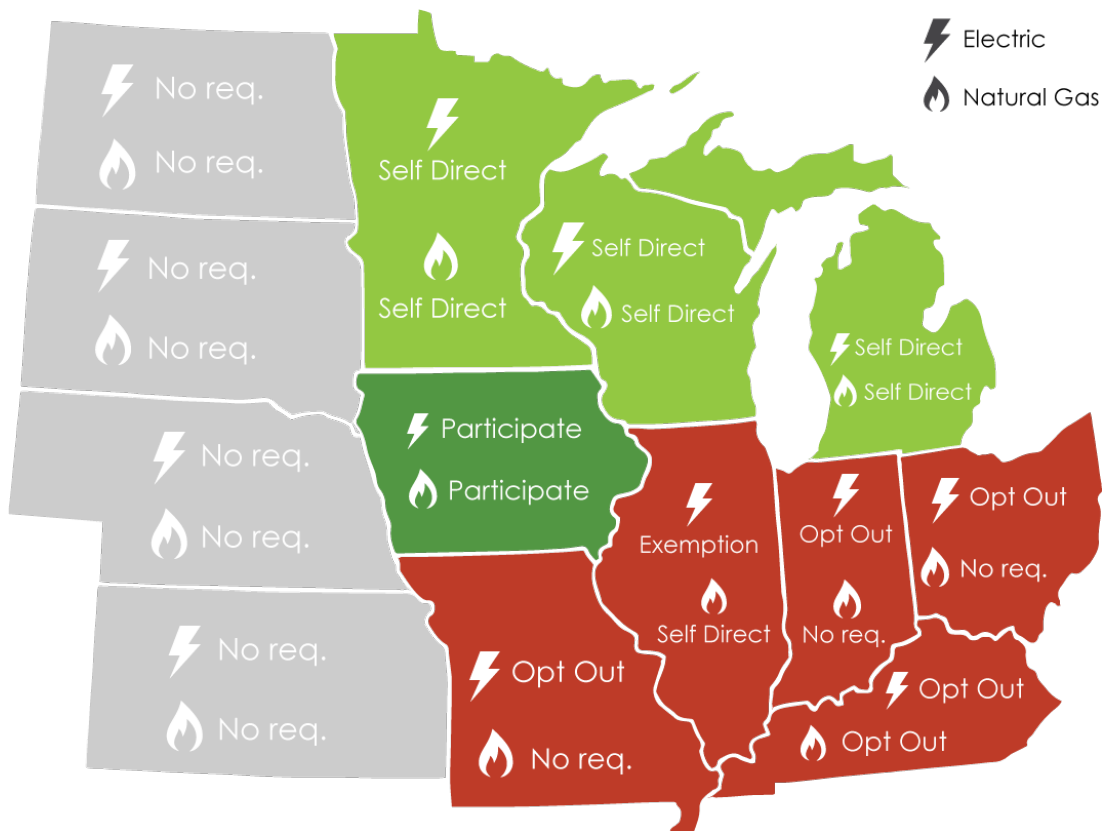 Electric
Natural Gas
No req.
No req.
Self Direct
Self Direct
Self Direct
Self Direct
No req.
No req.
Self Direct
Self Direct
Participate
Participate
No req.
No req.
Exemption
Self Direct
Opt Out
No req.
Opt Out
No req.
No req.
No req.
Opt Out
No req.
Opt Out
Opt Out